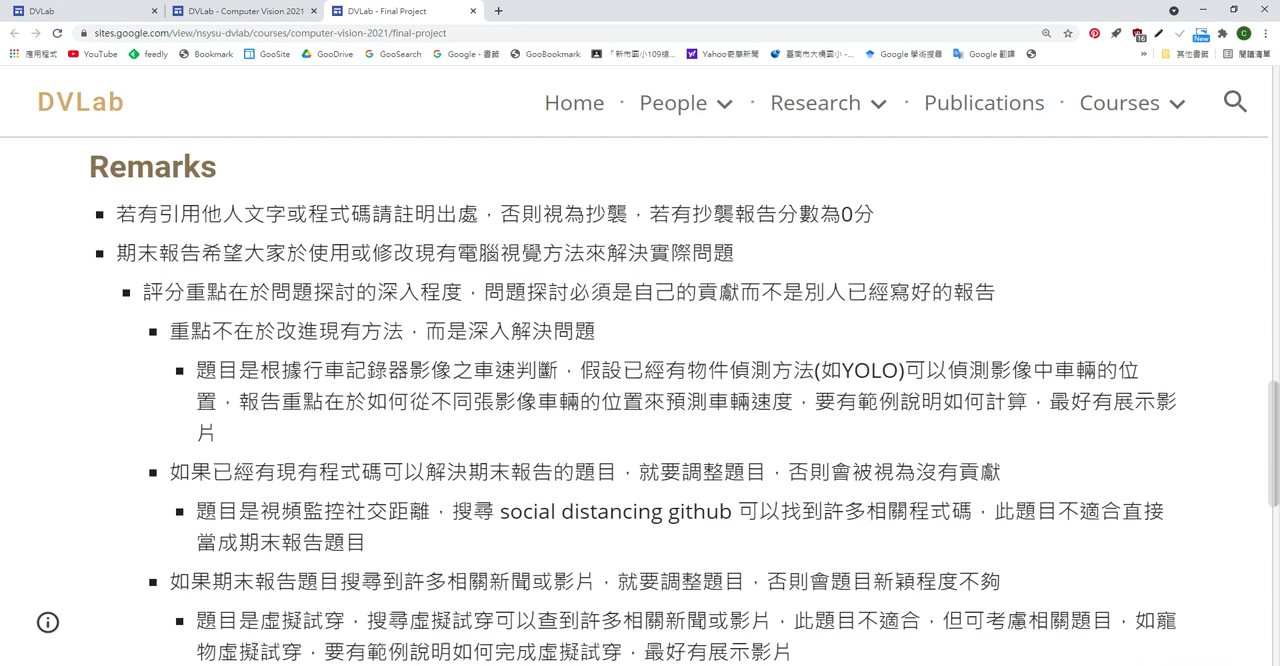 DVLab
DVLab - Computer Vision 2021
DVLab - Final Project
sites.google.com/view/nsysu-dvlab/courses/computer-vision-2021/final-project
應用程式 YouTube feedly Bookmark GooSite GooDrive GooSearch Google - 書籤 GooBookmark 「新市國小109線... Yahoo奇摩新聞 臺南市大橋國小 -... Google 學術搜尋 Google 翻譯 » 其他書籤 閱讀清單
16
New
C
DVLab
Home · People · Research · Publications · Courses
Remarks
若有引用他人文字或程式碼請註明出處，否則視為抄襲，若有抄襲報告分數為0分
期末報告希望大家於使用或修改現有電腦視覺方法來解決實際問題
評分重點在於問題探討的深入程度，問題探討必須是自己的貢獻而不是別人已經寫好的報告
重點不在於改進現有方法，而是深入解決問題
題目是根據行車記錄器影像之車速判斷，假設已經有物件偵測方法(如YOLO)可以偵測影像中車輛的位
置，報告重點在於如何從不同張影像車輛的位置來預測車輛速度，要有範例說明如何計算，最好有展示影
片
如果已經有現有程式碼可以解決期末報告的題目，就要調整題目，否則會被視為沒有貢獻
題目是視頻監控社交距離，搜尋 social distancing github 可以找到許多相關程式碼，此題目不適合直接
當成期末報告題目
如果期末報告題目搜尋到許多相關新聞或影片，就要調整題目，否則會題目新穎程度不夠
題目是虛擬試穿，搜尋虛擬試穿可以查到許多相關新聞或影片，此題目不適合，但可考慮相關題目，如寵
物虛擬試穿，要有範例說明如何完成虛擬試穿，最好有展示影片